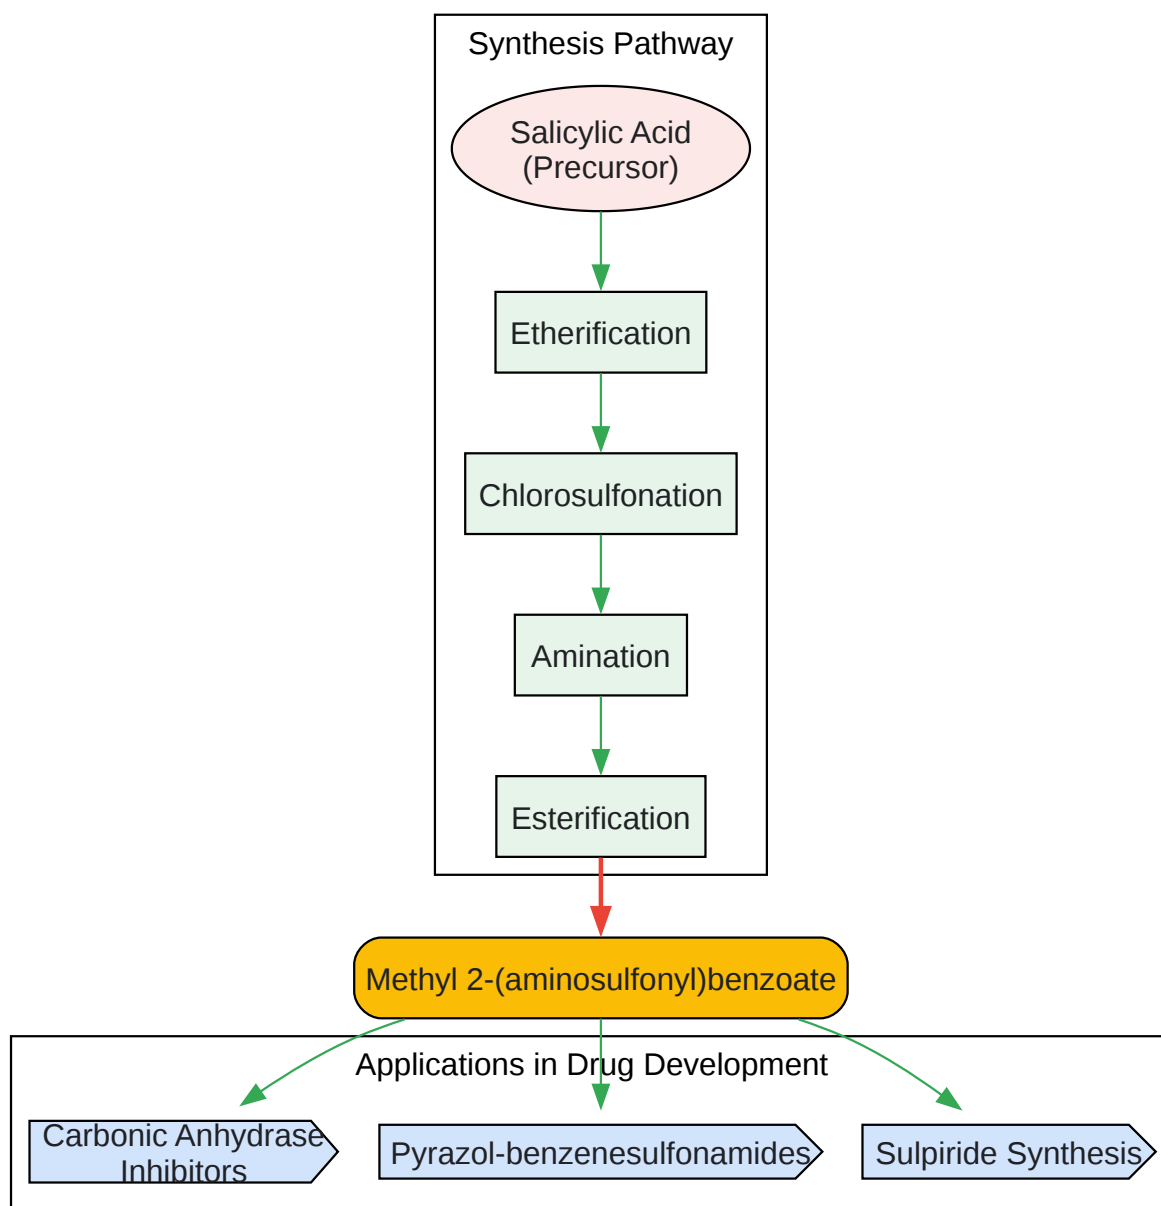 Synthesis Pathway
Salicylic Acid
(Precursor)
Etherification
Chlorosulfonation
Amination
Esterification
Methyl 2-(aminosulfonyl)benzoate
Applications in Drug Development
Carbonic Anhydrase
Inhibitors
Pyrazol-benzenesulfonamides
Sulpiride Synthesis